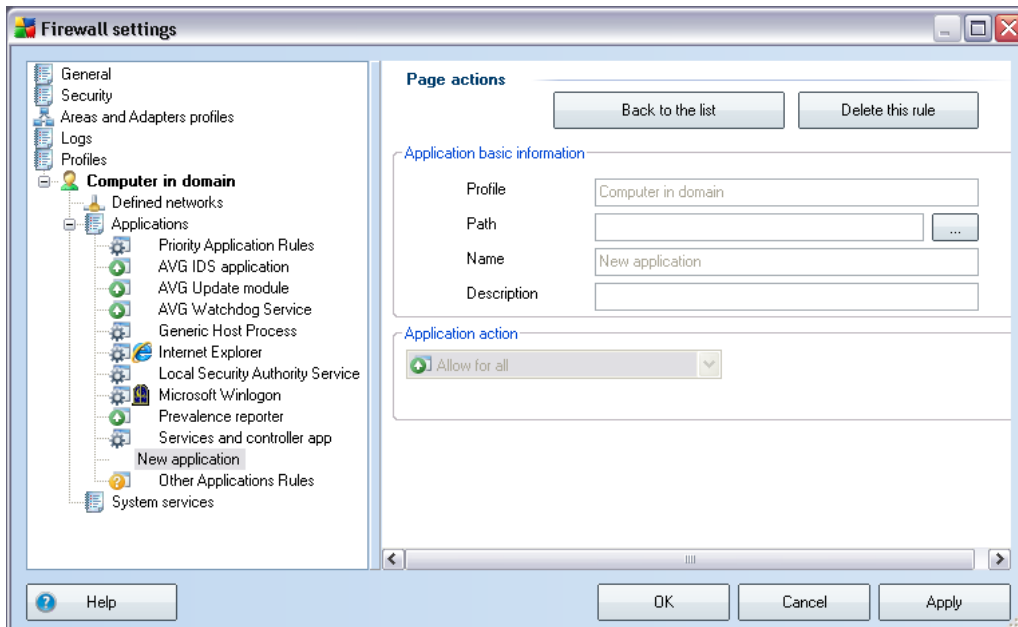 Firewall settings
General
Security
Areas and Adapters profiles
Logs
Profiles
Computer in domain
Defined networks
Applications
Priority Application Rules
AVG IDS application
AVG Update module
AVG Watchdog Service
Generic Host Process
Internet Explorer
Local Security Authority Service
Microsoft Winlogon
Prevalence reporter
Services and controller app
New application
Other Applications Rules
System services
Page actions
Back to the list
Delete this rule
Application basic information
Profile
Computer in domain
Path
...
Name
New application
Description
Application action
Allow for all
Help
OK
Cancel
Apply